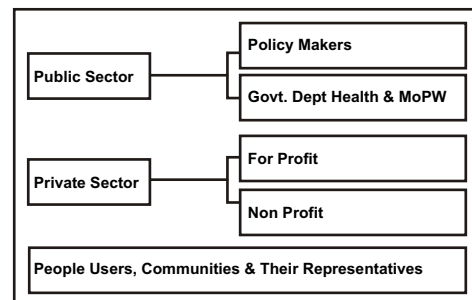 Public Sector
Policy Makers
Govt. Dept Health & MoPW
Private Sector
For Profit
Non Profit
People Users, Communities & Their Representatives